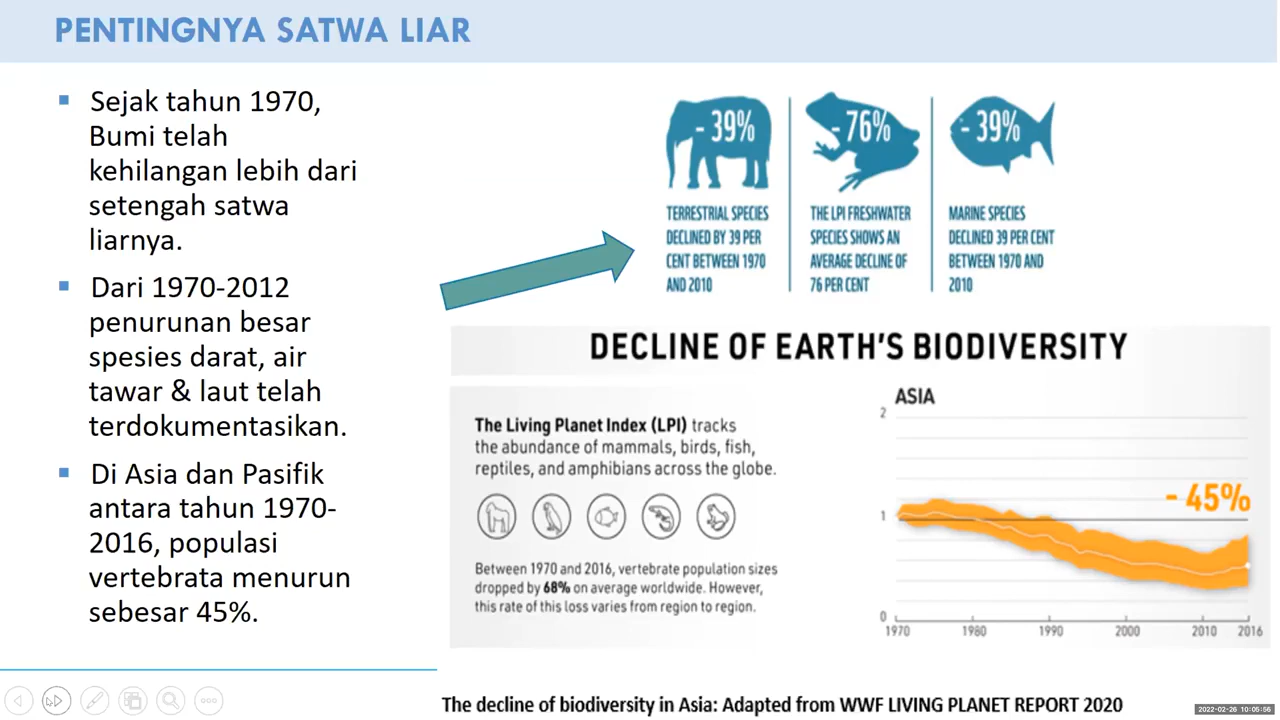 PENTINGNYA SATWA LIAR
Sejak tahun 1970,
Bumi telah
kehilangan lebih dari
setengah satwa
liarnya.
Dari 1970-2012
penurunan besar
spesies darat, air
tawar & laut telah
terdokumentasikan.
Di Asia dan Pasifik
antara tahun 1970-
2016, populasi
vertebrata menurun
sebesar 45%.
- 39%
TERRESTRIAL SPECIES
DECLINED BY 39 PER
CENT BETWEEN 1970
AND 2010
- 76%
THE LPI FRESHWATER
SPECIES SHOWS AN
AVERAGE DECLINE OF
76 PER CENT
- 39%
MARINE SPECIES
DECLINED 39 PER CENT
BETWEEN 1970 AND
2010
DECLINE OF EARTH'S BIODIVERSITY
The Living Planet Index (LPI) tracks
the abundance of mammals, birds, fish,
reptiles, and amphibians across the globe.
Between 1970 and 2016, vertebrate population sizes
dropped by 68% on average worldwide. However,
this rate of this loss varies from region to region.
ASIA
2
- 45%
1
0
1970 1980 1990 2000 2010 2016
The decline of biodiversity in Asia: Adapted from WWF LIVING PLANET REPORT 2020
2022-02-26 10:05:56